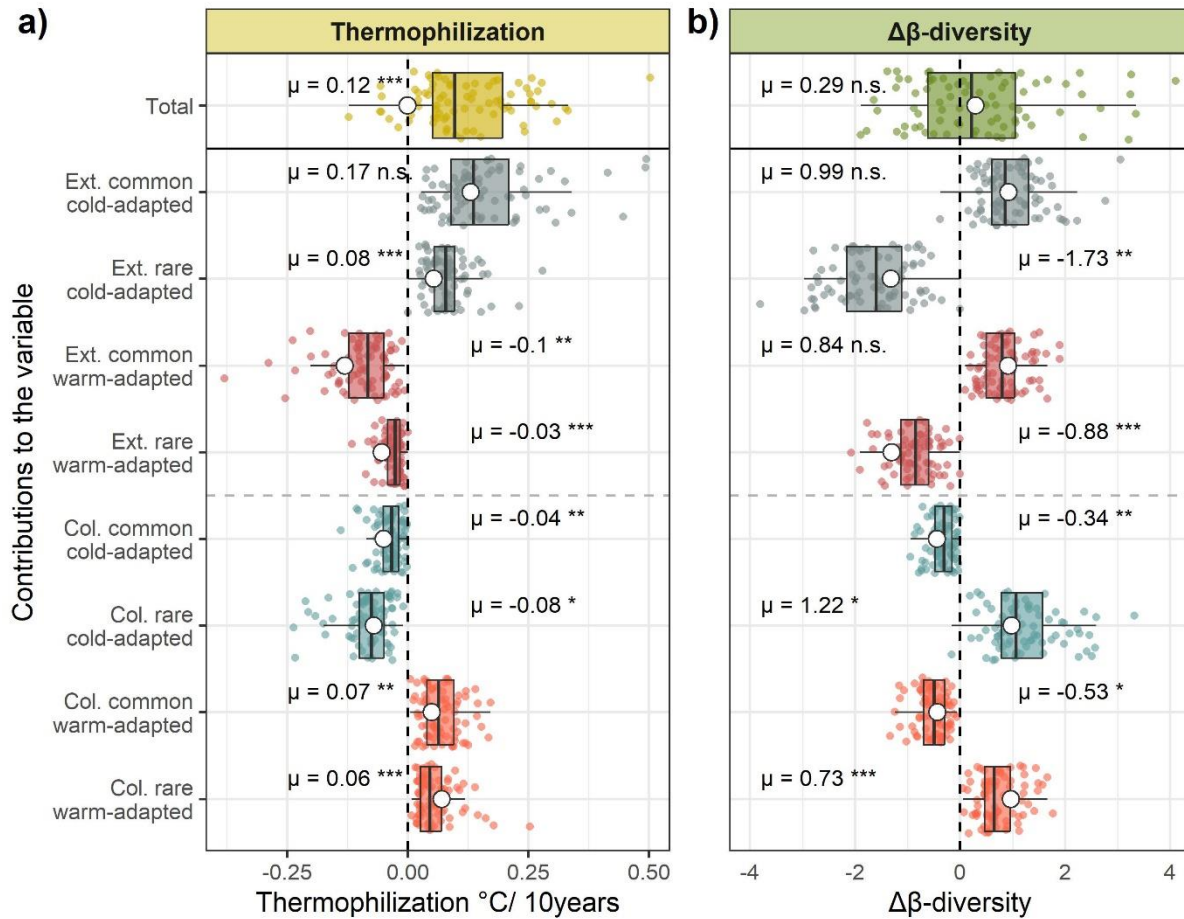 a)
Thermophilization
b)
Δβ-diversity
Contributions to the variable
Total
μ = 0.12 ***
μ = 0.29 n.s.
Ext. common
cold-adapted
μ = 0.17 n.s.
μ = 0.99 n.s.
Ext. rare
cold-adapted
μ = 0.08 ***
μ = -1.73 **
Ext. common
warm-adapted
μ = -0.1 **
μ = 0.84 n.s.
Ext. rare
warm-adapted
μ = -0.03 ***
μ = -0.88 ***
Col. common
cold-adapted
μ = -0.04 **
μ = -0.34 **
Col. rare
cold-adapted
μ = -0.08 *
μ = 1.22 *
Col. common
warm-adapted
μ = 0.07 **
μ = -0.53 *
Col. rare
warm-adapted
μ = 0.06 ***
μ = 0.73 ***
-0.25 0.00 0.25 0.50
-4 -2 0 2 4
Thermophilization °C/ 10years
Δβ-diversity